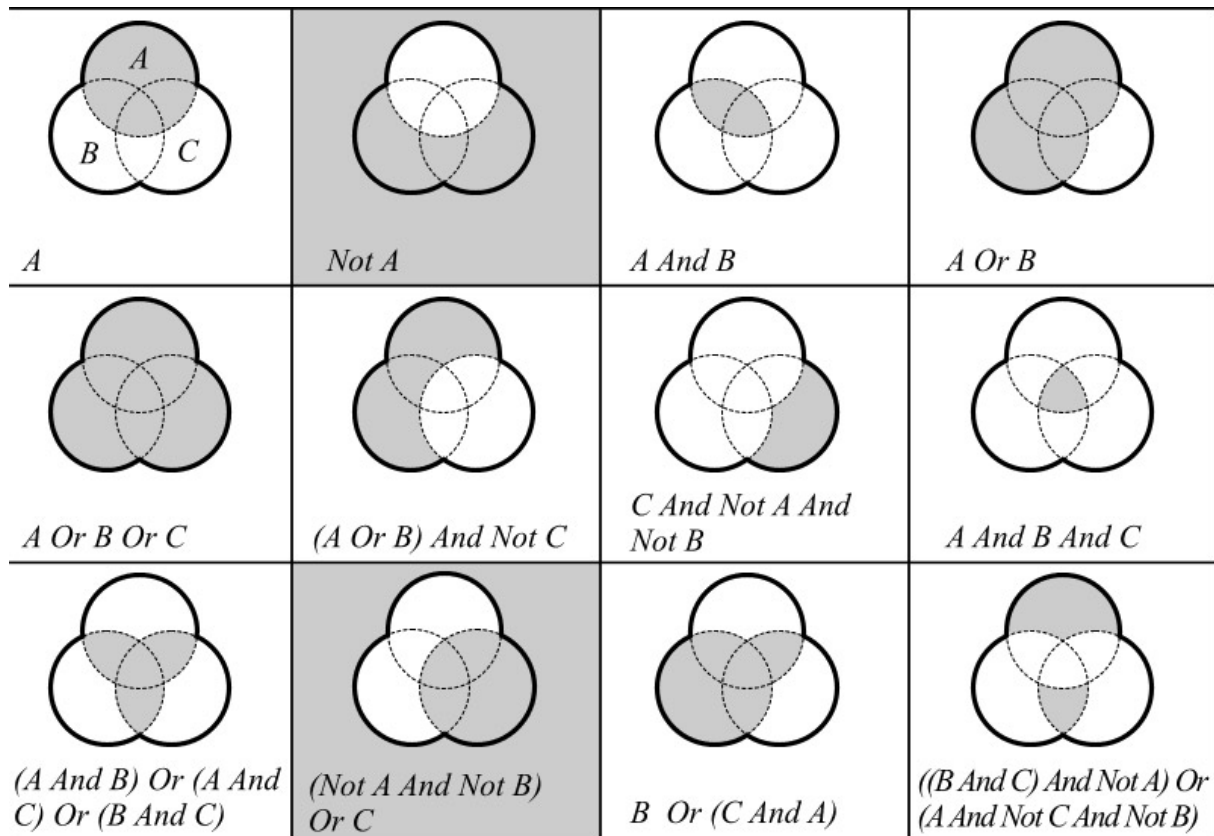 A
B
C
A
Not A
A And B
A Or B
A Or B Or C
(A Or B) And Not C
C And Not A And
Not B
A And B And C
(A And B) Or (A And
C) Or (B And C)
(Not A And Not B)
Or C
B Or (C And A)
((B And C) And Not A) Or
(A And Not C And Not B)